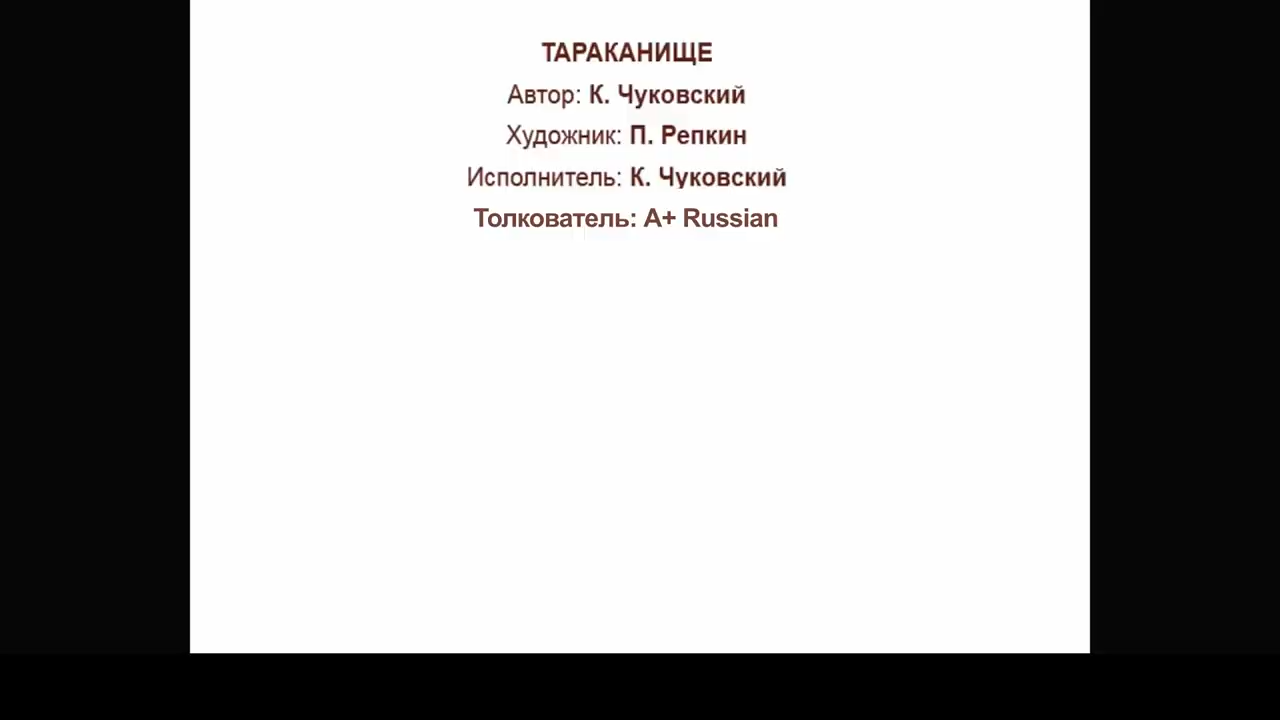 ТАРАКАНИЩЕ
Автор: К. Чуковский
Художник: П. Репкин
Исполнитель: К. Чуковский
Толкователь: A+ Russian